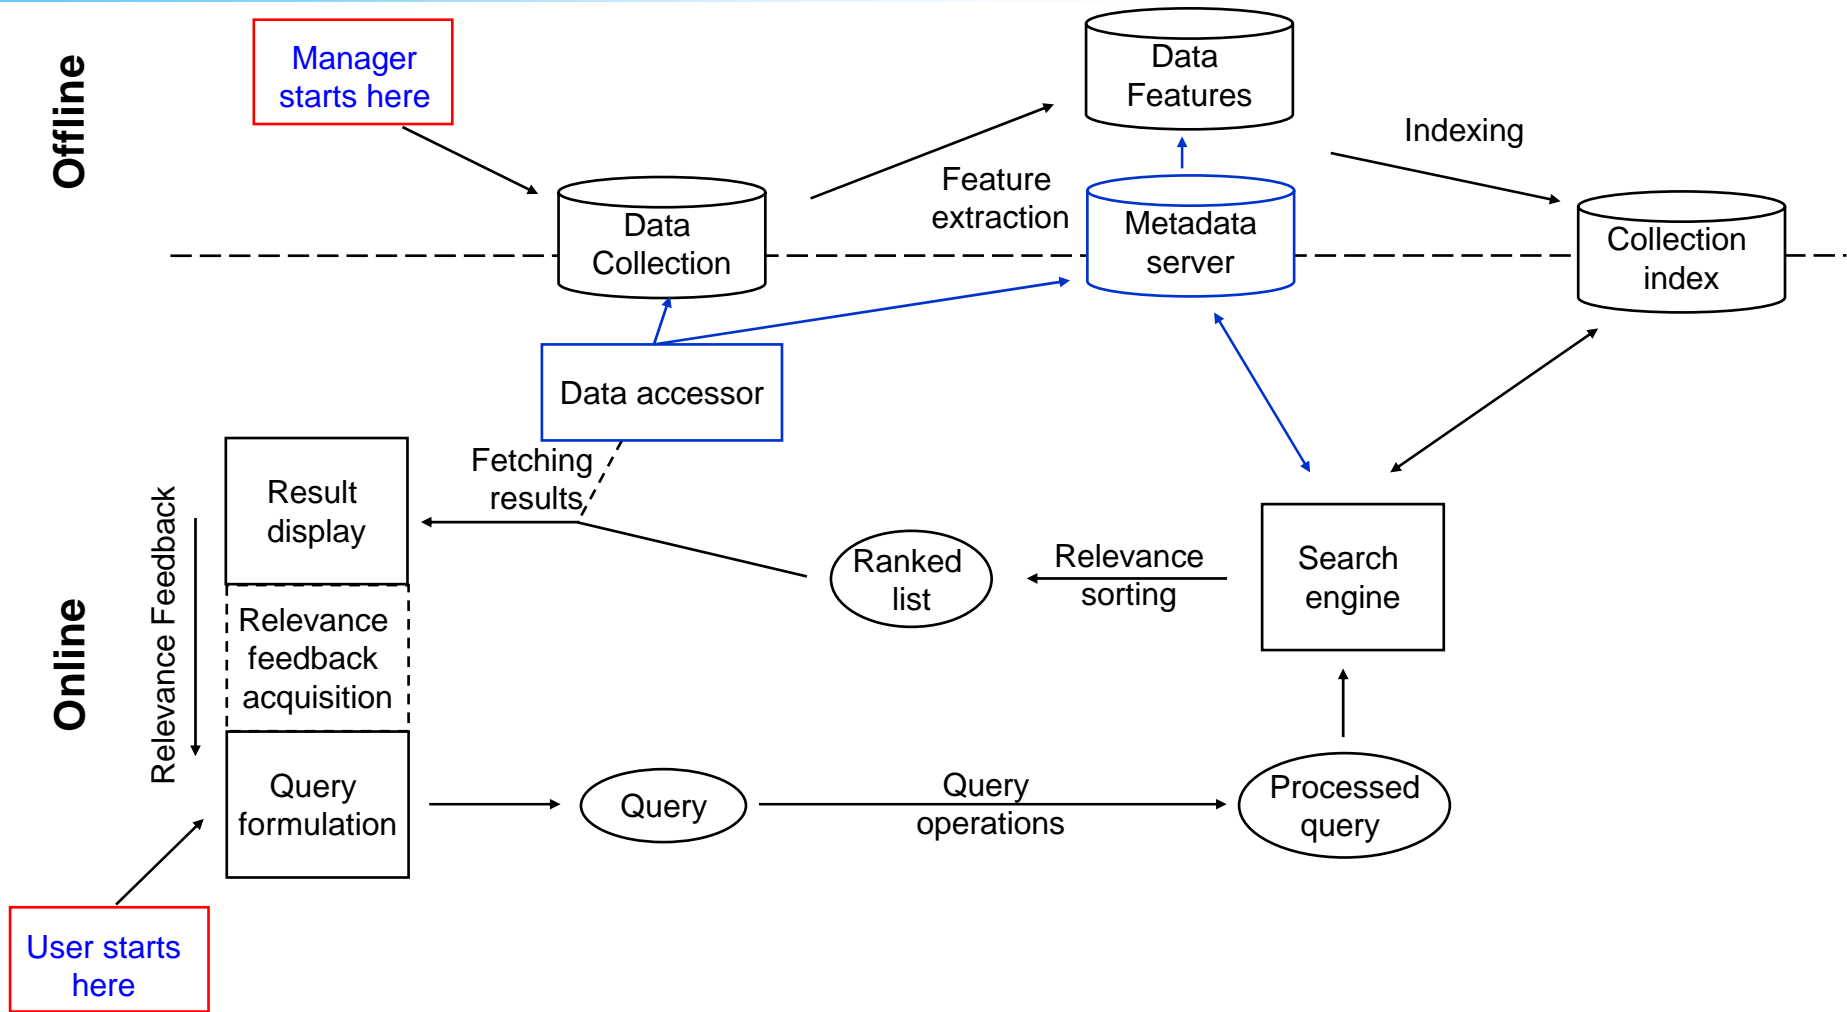 Offline
Manager
starts here
Data
Features
Indexing
Feature
extraction
Data
Collection
Metadata
server
Collection
index
Data accessor
Fetching
results
Online
Relevance Feedback
Result
display
Relevance
feedback
acquisition
Query
formulation
Ranked
list
Relevance
sorting
Search
engine
Query
Query
operations
Processed
query
User starts
here